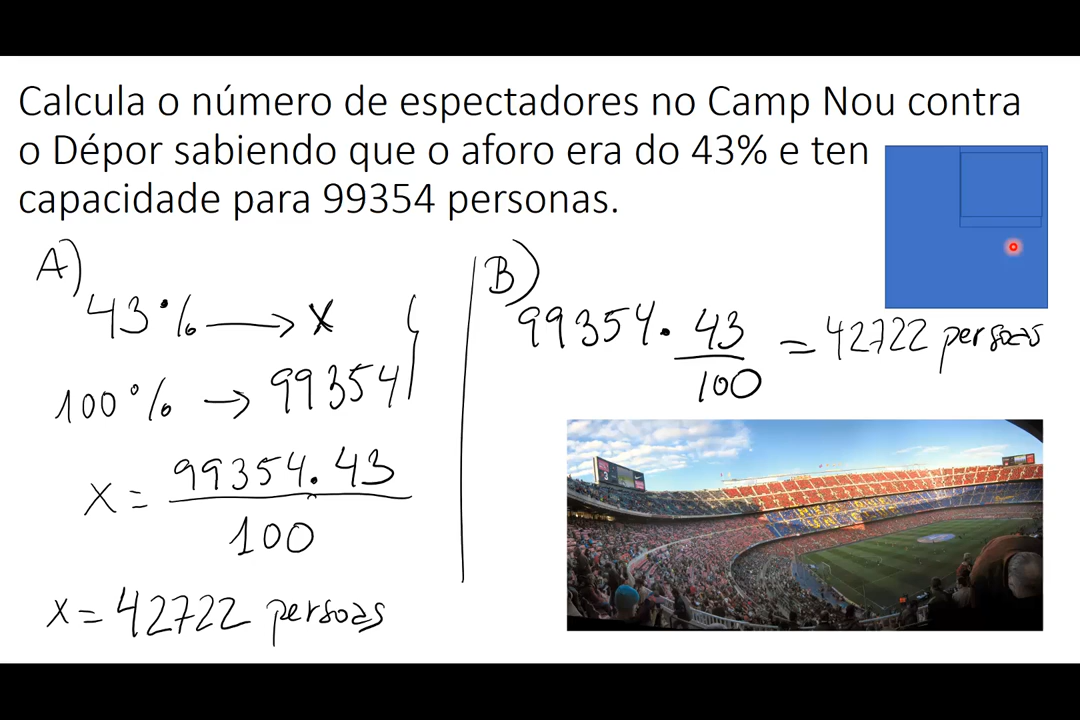 Calcula o número de espectadores no Camp Nou contra
o Dépor sabiendo que o aforo era do 43% e ten
capacidade para 99354 personas.
A)
43% → x
100% → 99354
x = 99354 . 43
100
x = 42722 persoas
B)
99354 . 43 = 42722 persoas
100